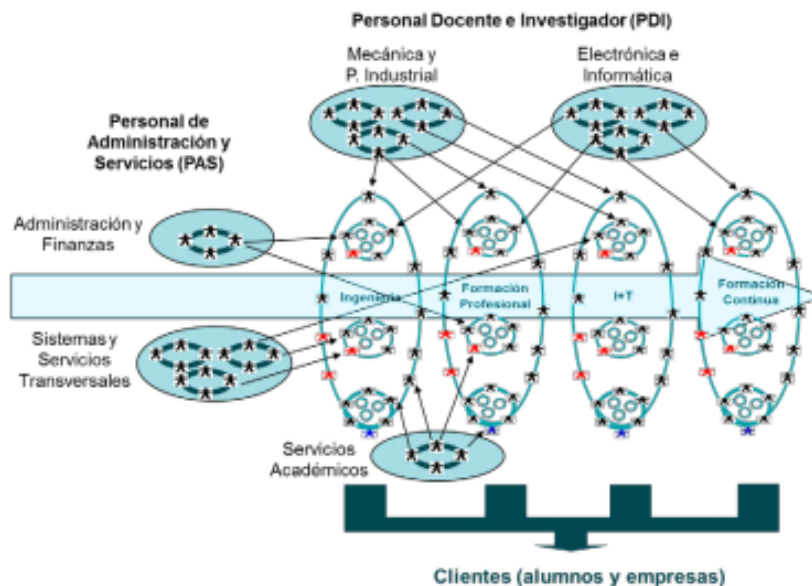 Personal Docente e Investigador (PDI)
Mecánica y
P. Industrial
Electrónica e
Informática
Personal de
Administración y
Servicios (PAS)
Administración y
Finanzas
Ingeniería
Formación
Profesional
I+T
Formación
Continua
Sistemas y
Servicios
Transversales
Servicios
Académicos
Clientes (alumnos y empresas)